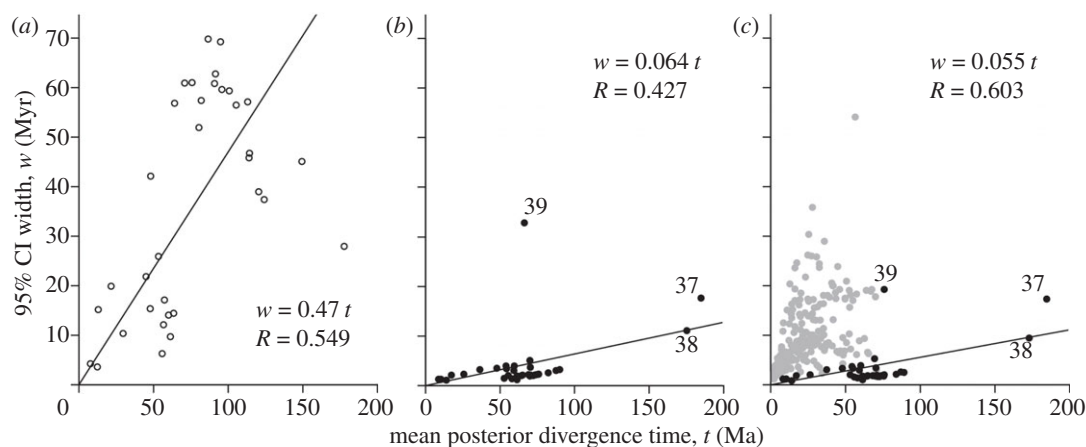 (a)
(b)
(c)
95% CI width, w (Myr)
70
60
50
40
30
20
10
w = 0.47 t
R = 0.549
w = 0.064 t
R = 0.427
39
37
38
w = 0.055 t
R = 0.603
39
37
38
0 50 100 150 200
0 50 100 150 200
0 50 100 150 200
mean posterior divergence time, t (Ma)